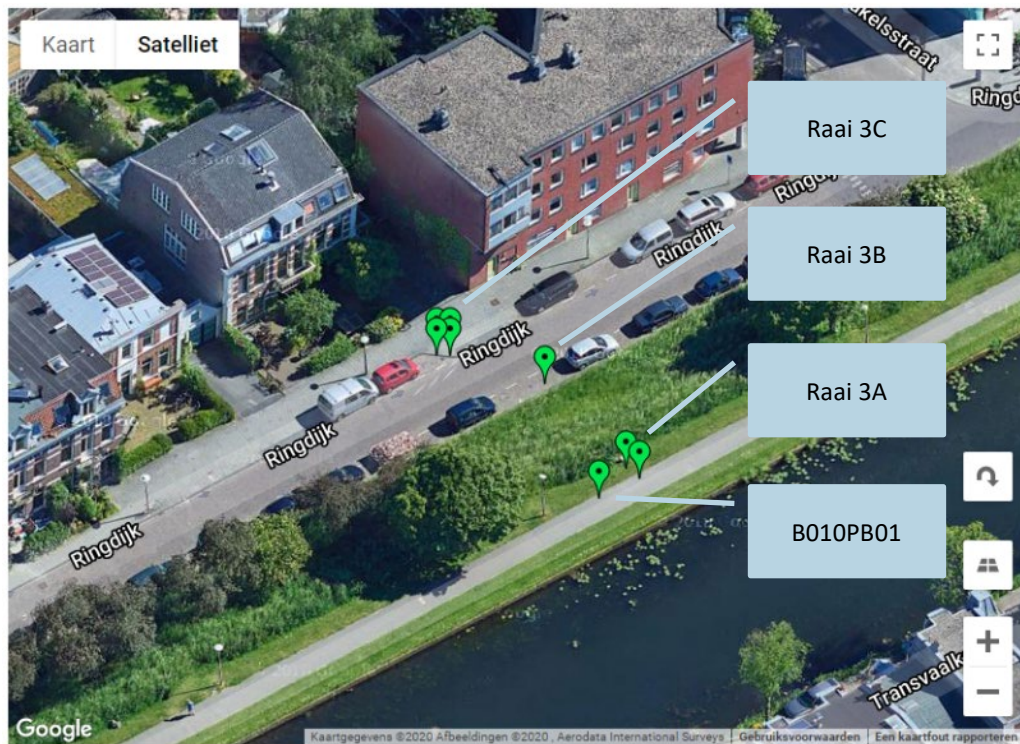 Kaart
Satelliet
Ringdijk
Raai 3C
Ringdijk
Raai 3B
Ringdijk
Raai 3A
Ringdijk
B010PB01
Ringdijk
Transvaalk
Google
Kaartgegevens ©2020 Afbeeldingen ©2020 , Aerodata International Surveys
Gebruiksvoorwaarden
Een kaartfout rapporteren